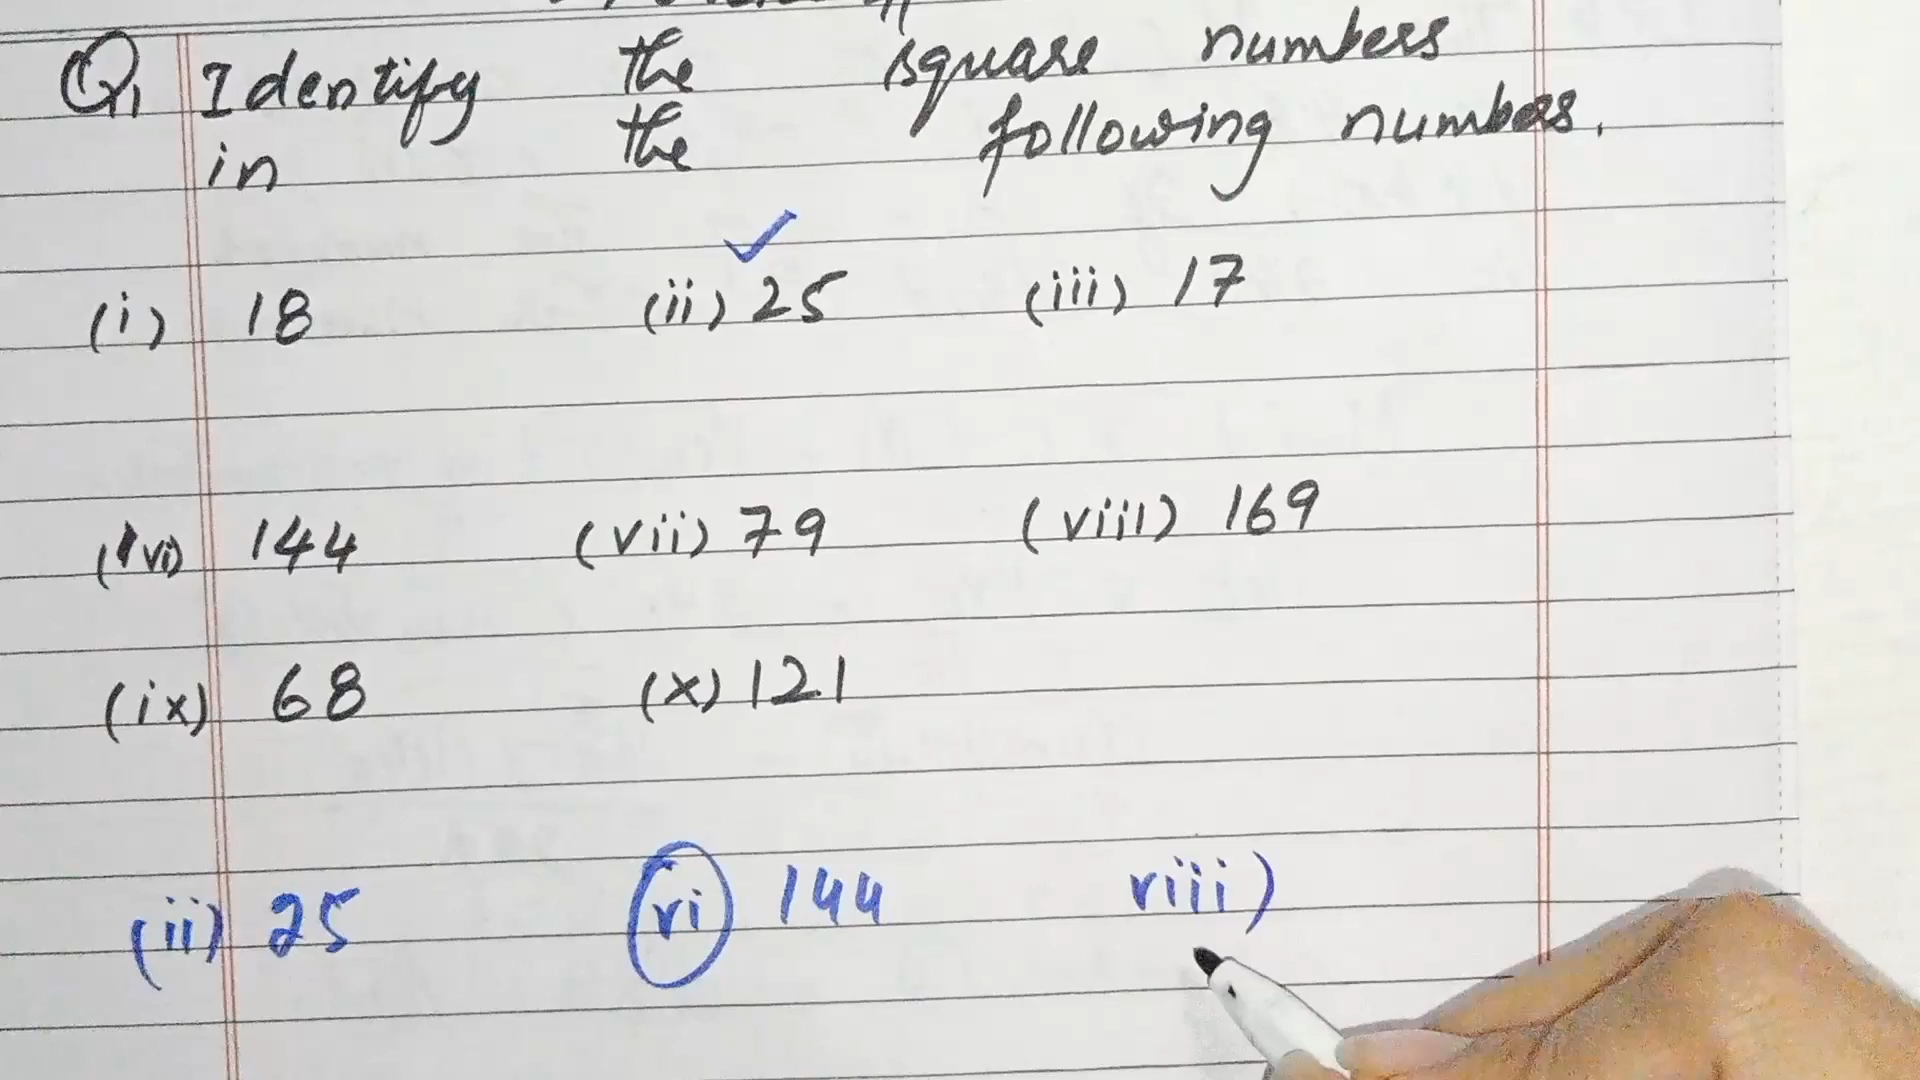 Q1 Identify the square numbers
in the following numbers.
(i) 18 (ii) 25 (iii) 17
(vi) 144 (vii) 79 (viii) 169
(ix) 68 (x) 121
(ii) 25 vi 144 viii)